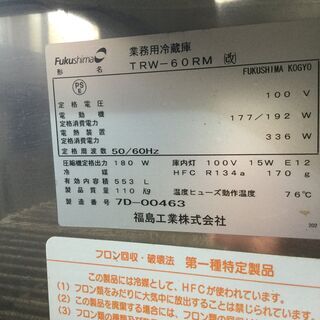 Fukushima
業務用冷蔵庫
形 名 TRW-60RM 改
PS E
FUKUSHIMA KOGYO
定格電圧 100 V
電動機
定格消費電力 177/192 W
電熱装置
定格消費電力 336 W
定格周波数 50/60Hz
圧縮機定格出力 180 W 庫内灯 100V 15W E12
冷媒 HFC R134a 170 g
有効内容積 553 L
製品質量 110 kg 温度ヒューズ動作温度 76℃
製造番号 7D-00463
福島工業株式会社
202
フロン回収・破壊法 第一種特定製品
この製品には冷媒として、HFCが使われています。
(1)フロン類をみだりに大気中に放出することは禁じられています。
(2)この製品を廃棄する場合には、フロン類の